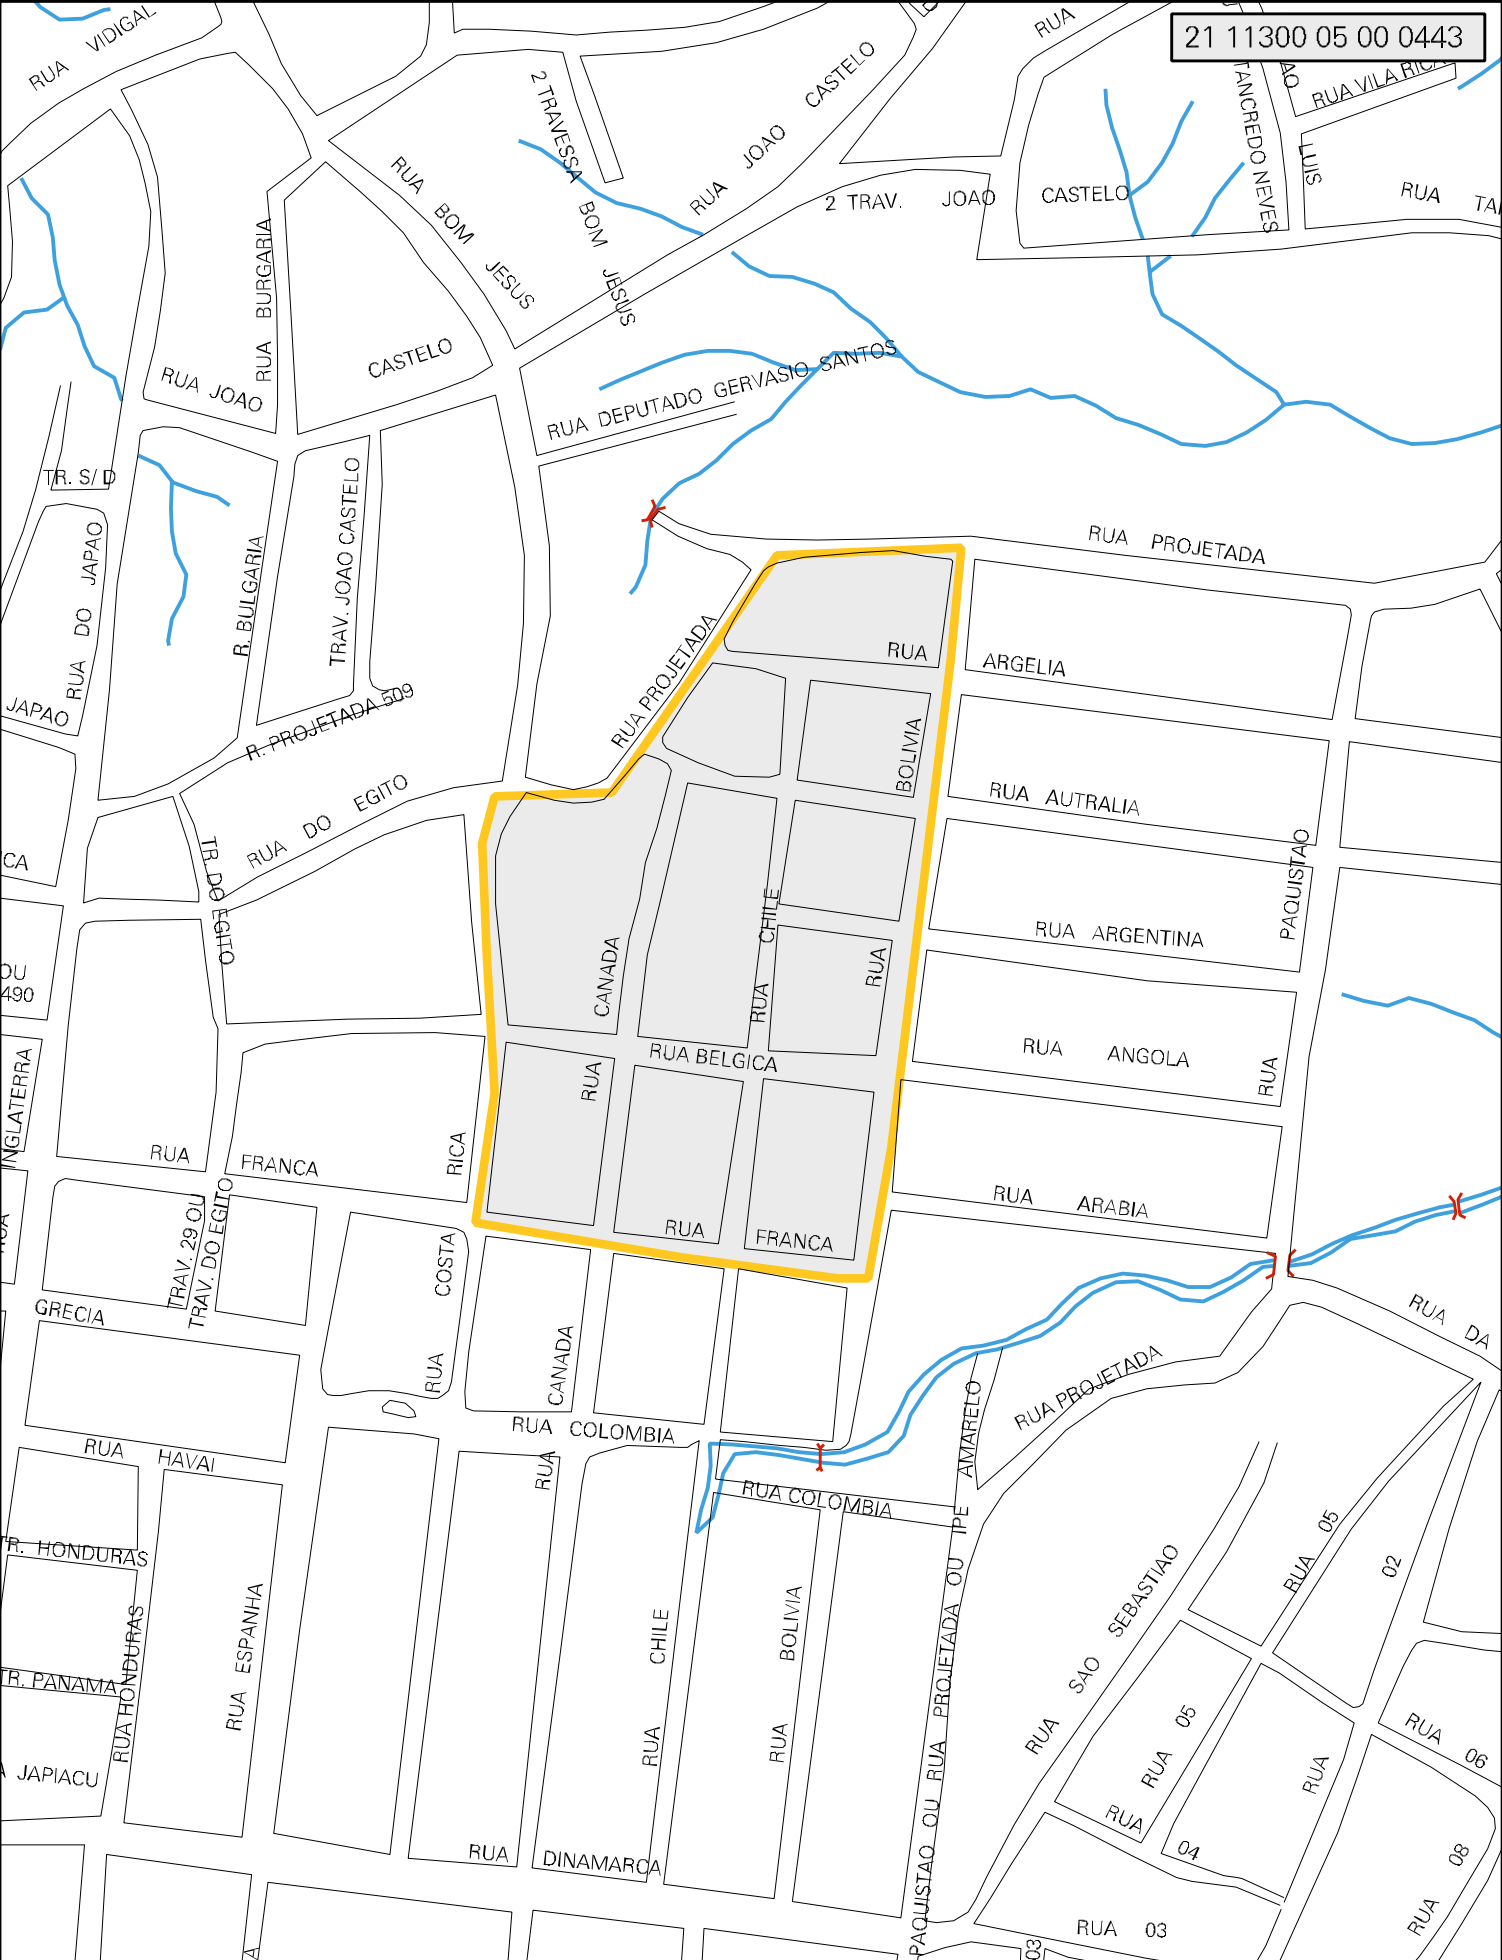 21 11300 05 00 0443
RUA VIDIGAL
RUA
RUA VILA RICA
TANCREDO NEVES
LUIS
RUA
2 TRAVESSA BOM JESUS
RUA JOAO CASTELO
RUA BOM JESUS
2 TRAV. JOAO CASTELO
RUA BURGARIA
RUA JOAO CASTELO
RUA DEPUTADO GERVASIO SANTOS
TR. S/ D
RUA DO JAPAO
R. BULGARIA
TRAV. JOAO CASTELO
RUA PROJETADA
RUA PROJETADA
RUA ARGELIA
JAPAO
R. PROJETADA 509
BOLIVIA
RUA DO EGITO
RUA AUTRALIA
TR. DO EGITO
CANADA
RUA CHILE
RUA
RUA ARGENTINA
RUA PAQUISTAO
OU
490
RUA ANGOLA
RUA BELGICA
RUA
INGLATERRA
RUA FRANCA
RICA
RUA ARABIA
TRAV. 29 OU
TRAV. DO EGITO
RUA COSTA
RUA FRANCA
GRECIA
CANADA
RUA DA
RUA PROJETADA
RUA HAVAI
RUA COLOMBIA
RUA
RUA COLOMBIA
PAQUISTAO OU RUA PROJETADA OU IPE AMARELO
TR. HONDURAS
RUA HONDURAS
RUA ESPANHA
RUA CHILE
RUA BOLIVIA
RUA SAO SEBASTIAO
RUA 05
RUA 02
TR. PANAMA
RUA 05
RUA 06
JAPIACU
RUA 04
RUA DINAMARCA
RUA 08
RUA 03
03